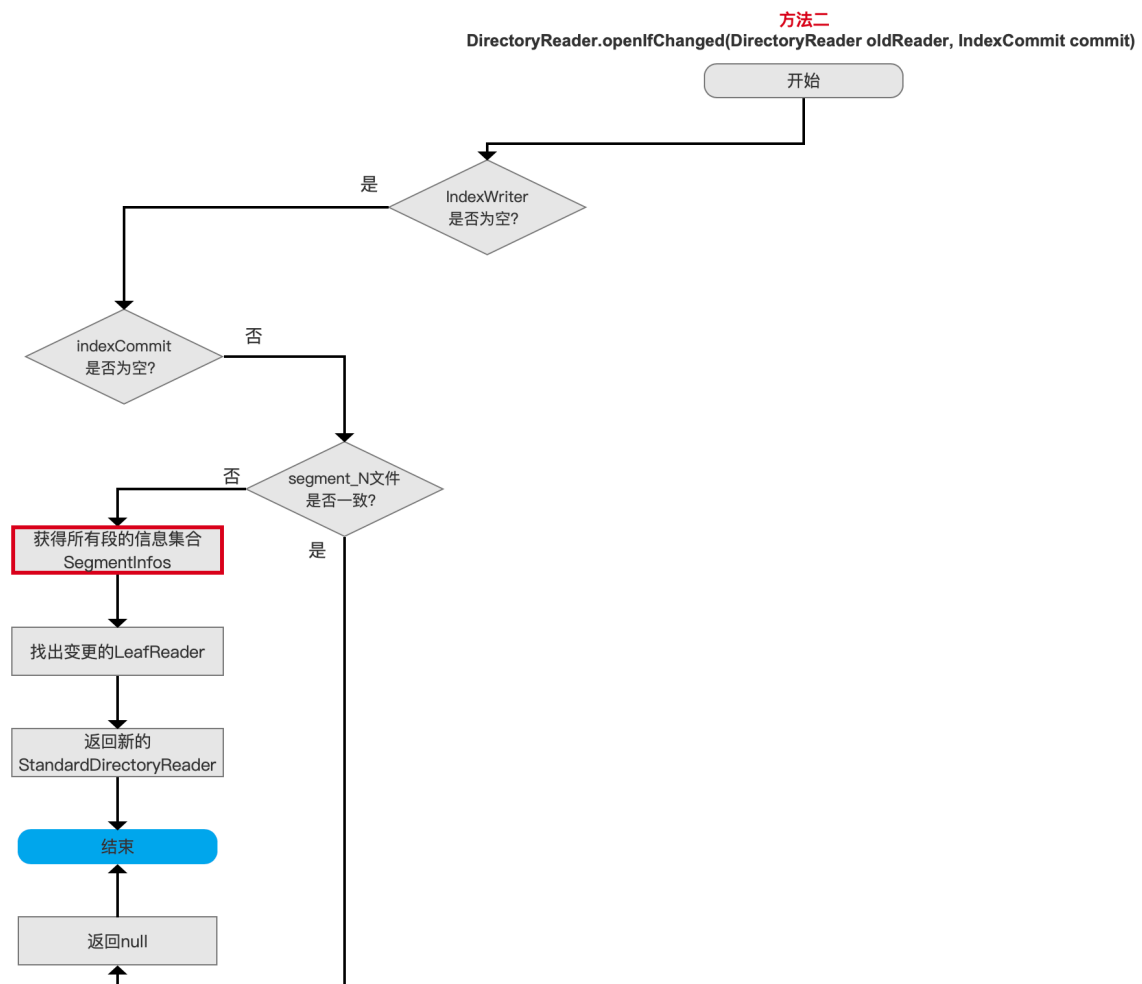 方法二
DirectoryReader.openIfChanged(DirectoryReader oldReader, IndexCommit commit)
开始
是
IndexWriter
是否为空?
indexCommit
是否为空?
否
segment_N文件
是否一致?
否
是
获得所有段的信息集合
SegmentInfos
找出变更的LeafReader
返回新的
StandardDirectoryReader
结束
返回null